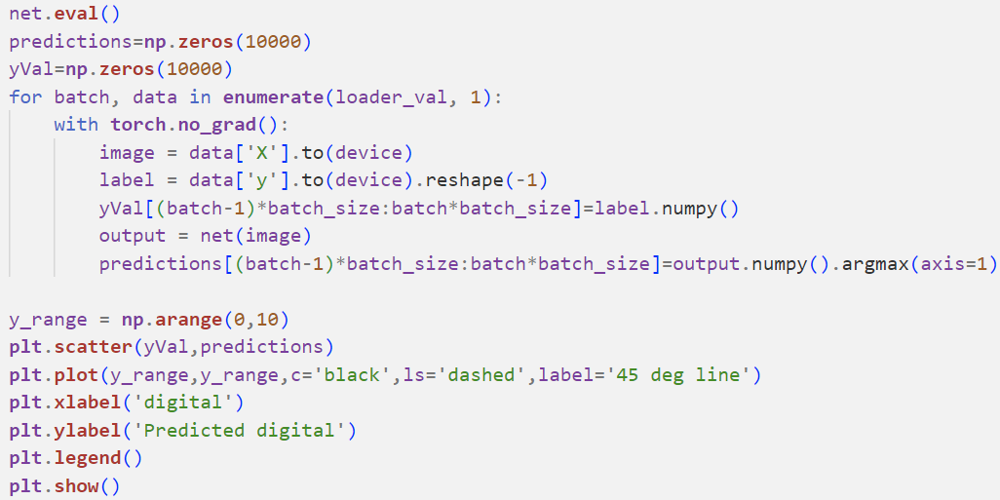 net.eval()
predictions=np.zeros(10000)
yVal=np.zeros(10000)
for batch, data in enumerate(loader_val, 1):
    with torch.no_grad():
        image = data['X'].to(device)
        label = data['y'].to(device).reshape(-1)
        yVal[(batch-1)*batch_size:batch*batch_size]=label.numpy()
        output = net(image)
        predictions[(batch-1)*batch_size:batch*batch_size]=output.numpy().argmax(axis=1)

y_range = np.arange(0,10)
plt.scatter(yVal,predictions)
plt.plot(y_range,y_range,c='black',ls='dashed',label='45 deg line')
plt.xlabel('digital')
plt.ylabel('Predicted digital')
plt.legend()
plt.show()